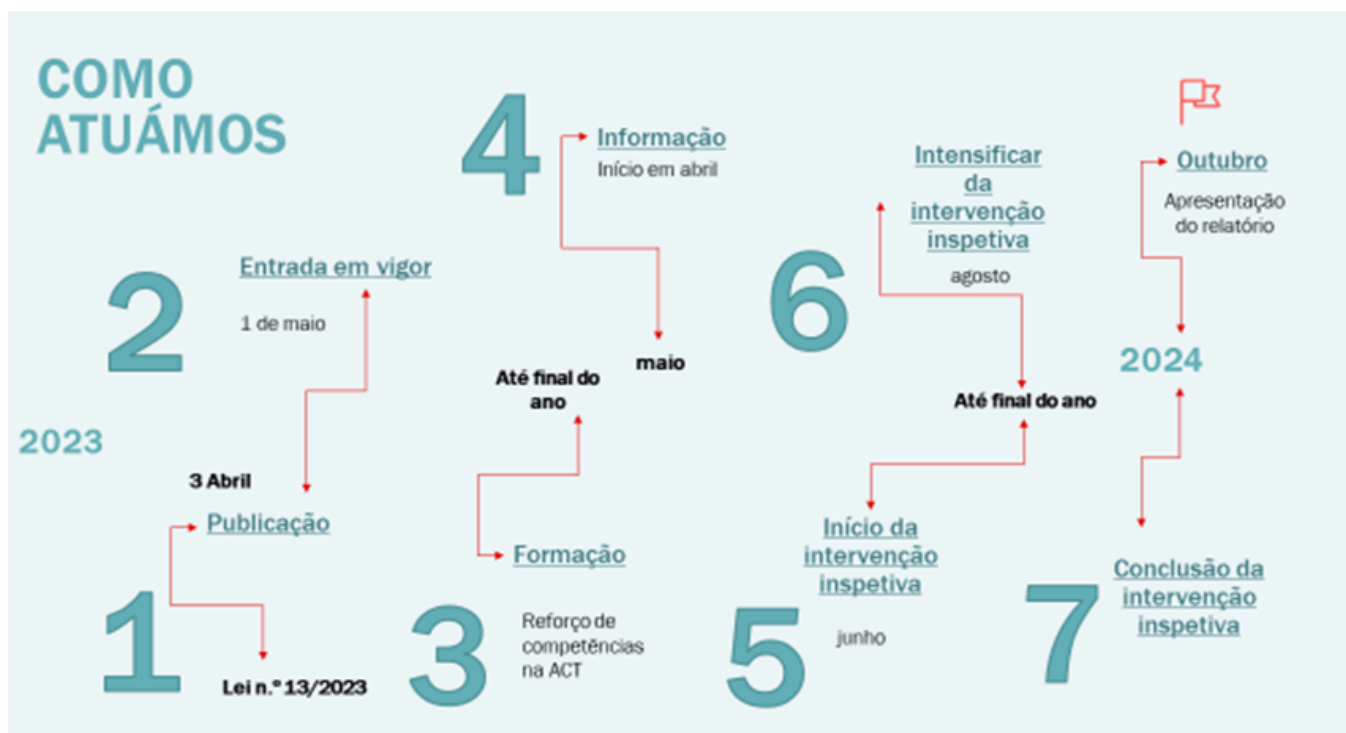 COMO
ATUÁMOS
2023
1
3 Abril
Publicação
Lei n.º 13/2023
2
Entrada em vigor
1 de maio
3
Até final do
ano
Formação
Reforço de
competências
na ACT
4
Informação
Início em abril
maio
5
Início da
intervenção
inspetiva
junho
6
Intensificar
da
intervenção
inspetiva
agosto
Até final do ano
7
Conclusão da
intervenção
inspetiva
2024
Outubro
Apresentação
do relatório